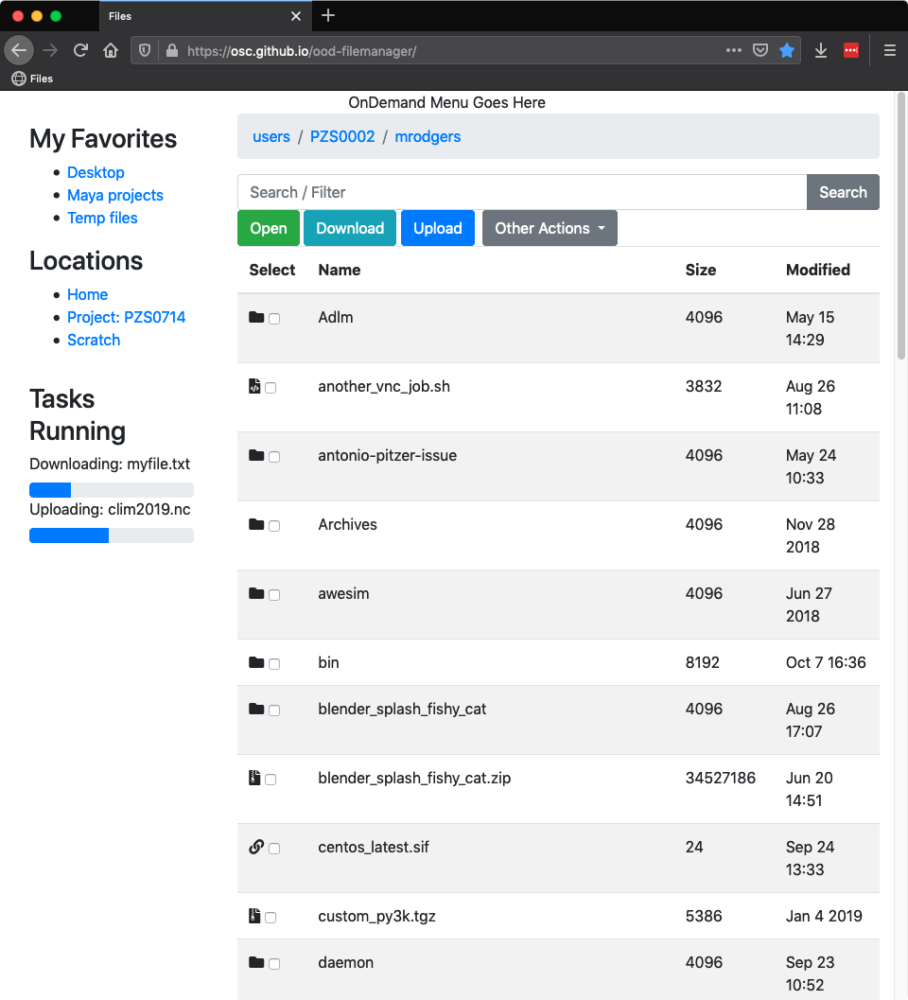 Files
https://osc.github.io/ood-filemanager/
Files
OnDemand Menu Goes Here
My Favorites
Desktop
Maya projects
Temp files
Locations
Home
Project: PZS0714
Scratch
Tasks
Running
Downloading: myfile.txt
Uploading: clim2019.nc
users / PZS0002 / mrodgers
Search / Filter Search
Open Download Upload Other Actions
Select Name Size Modified
Adlm 4096 May 15
14:29
another_vnc_job.sh 3832 Aug 26
11:08
antonio-pitzer-issue 4096 May 24
10:33
Archives 4096 Nov 28
2018
awesim 4096 Jun 27
2018
bin 8192 Oct 7 16:36
blender_splash_fishy_cat 4096 Aug 26
17:07
blender_splash_fishy_cat.zip 34527186 Jun 20
14:51
centos_latest.sif 24 Sep 24
13:33
custom_py3k.tgz 5386 Jan 4 2019
daemon 4096 Sep 23
10:52